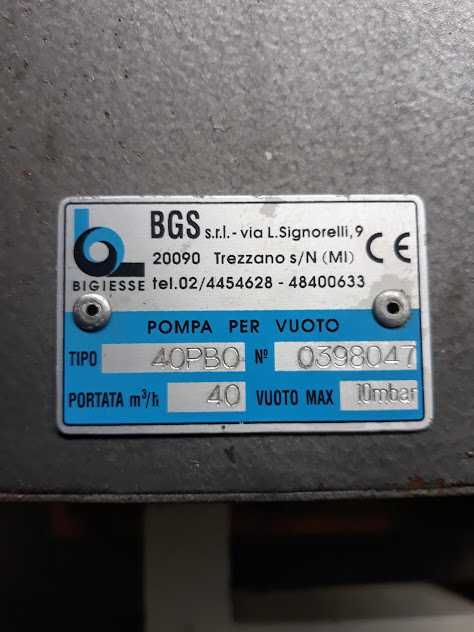 BGS s.r.l. - via L.Signorelli, 9
20090 Trezzano s/N (MI)
CE
BIGIESSE
tel.02/4454628 - 48400633
POMPA PER VUOTO
TIPO 40PBO N° 0398047
PORTATA m³/h 40 VUOTO MAX 10mbar